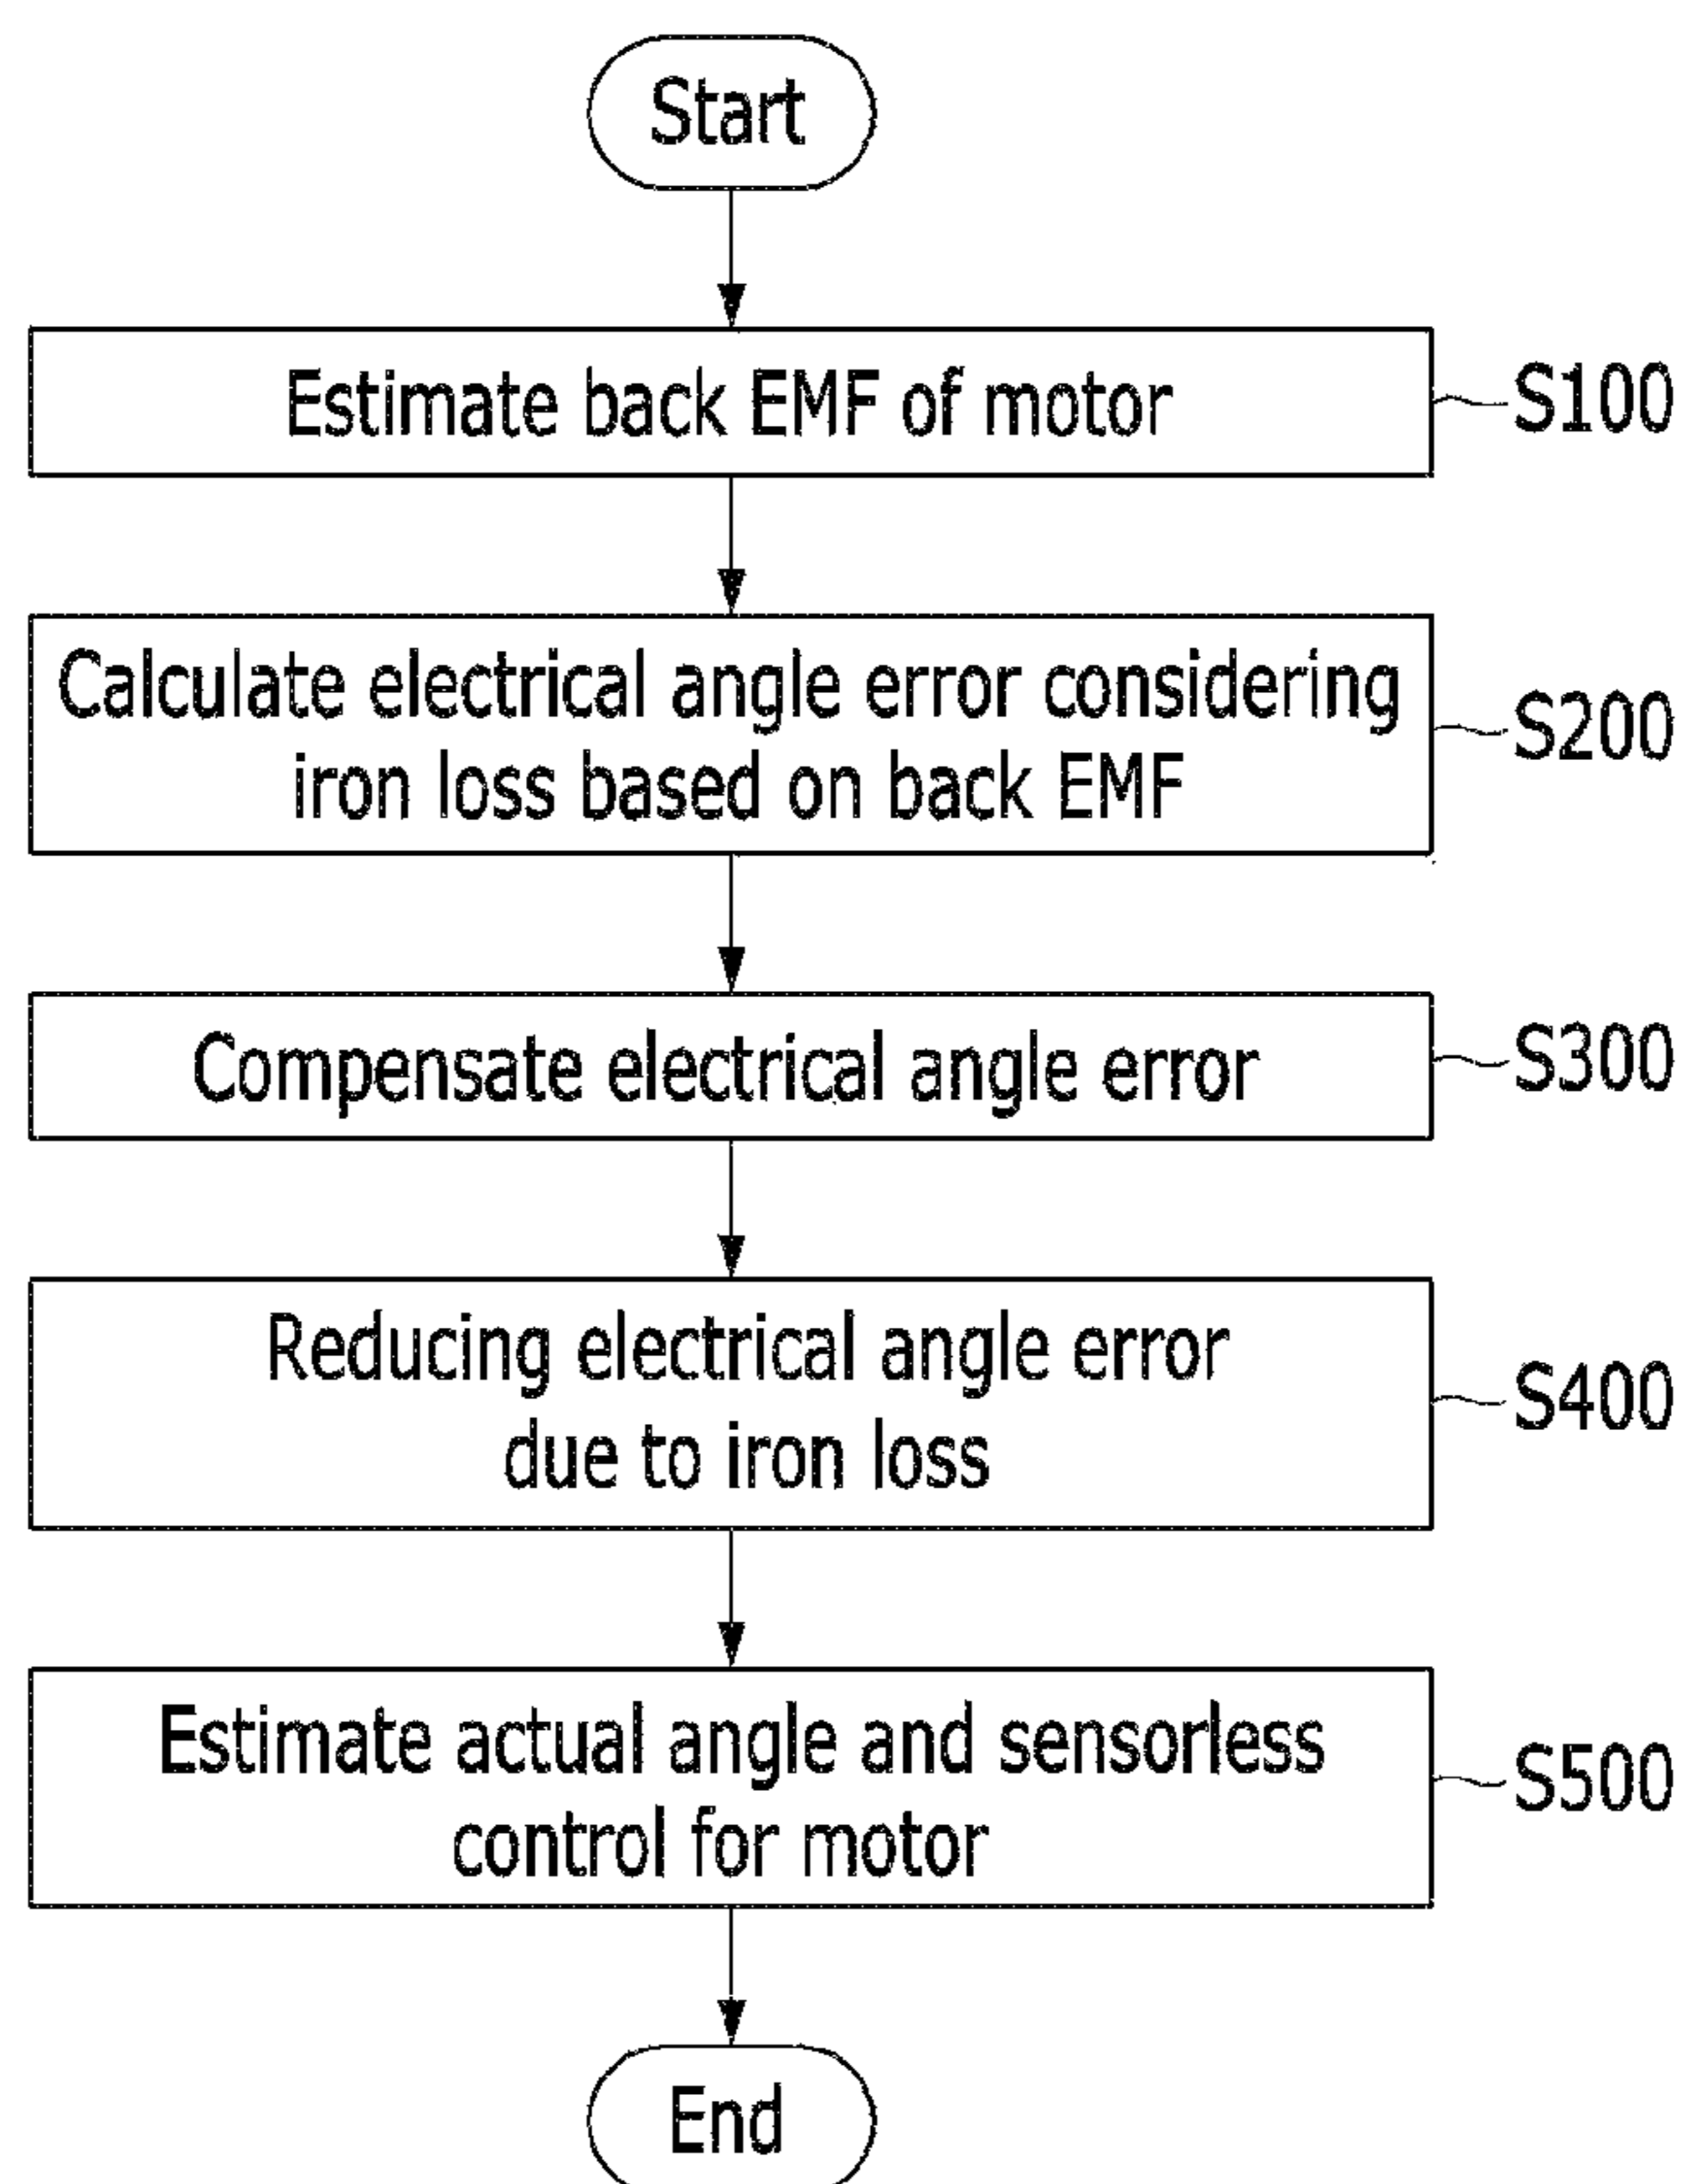 Start
Estimate back EMF of motor
S100
Calculate electrical angle error considering
iron loss based on back EMF
S200
Compensate electrical angle error
S300
Reducing electrical angle error
due to iron loss
S400
Estimate actual angle and sensorless
control for motor
S500
End